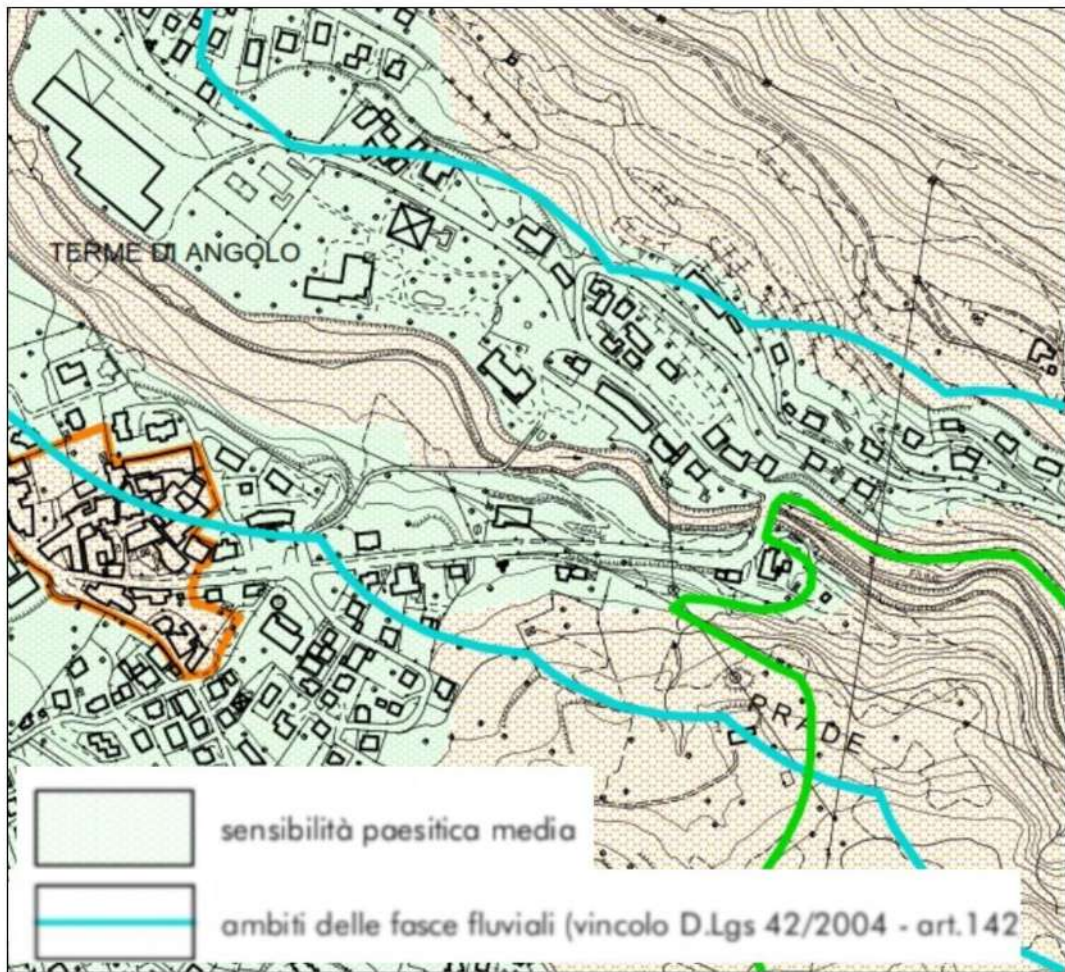 TERME DI ANGOLO
PRADE
sensibilità paesitica media
ambiti delle fasce fluviali (vincolo D.Lgs 42/2004 - art.142